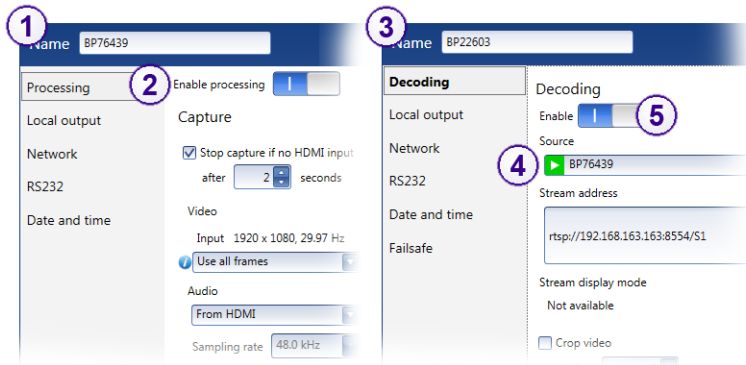 1
Name BP76439
Processing
Local output
Network
RS232
Date and time
2
Enable processing
Capture
Stop capture if no HDMI input
after 2 seconds
Video
Input 1920 x 1080, 29.97 Hz
Use all frames
Audio
From HDMI
Sampling rate 48.0 kHz
3
Name BP22603
Decoding
Local output
Network
RS232
Date and time
Failsafe
Decoding
Enable
5
Source
4
BP76439
Stream address
rtsp://192.168.163.163:8554/S1
Stream display mode
Not available
Crop video